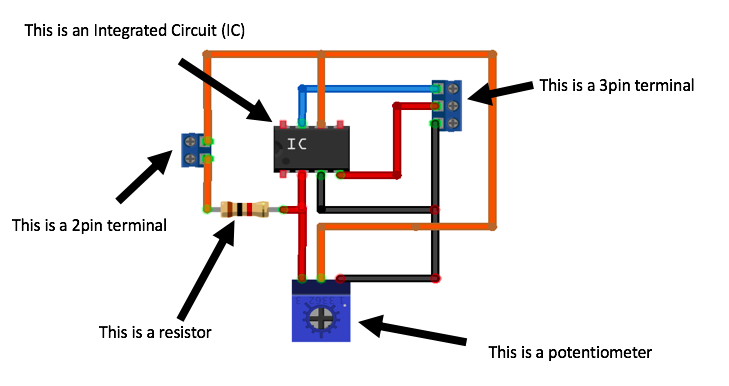 This is an Integrated Circuit (IC)
This is a 3pin terminal
IC
This is a 2pin terminal
This is a resistor
This is a potentiometer